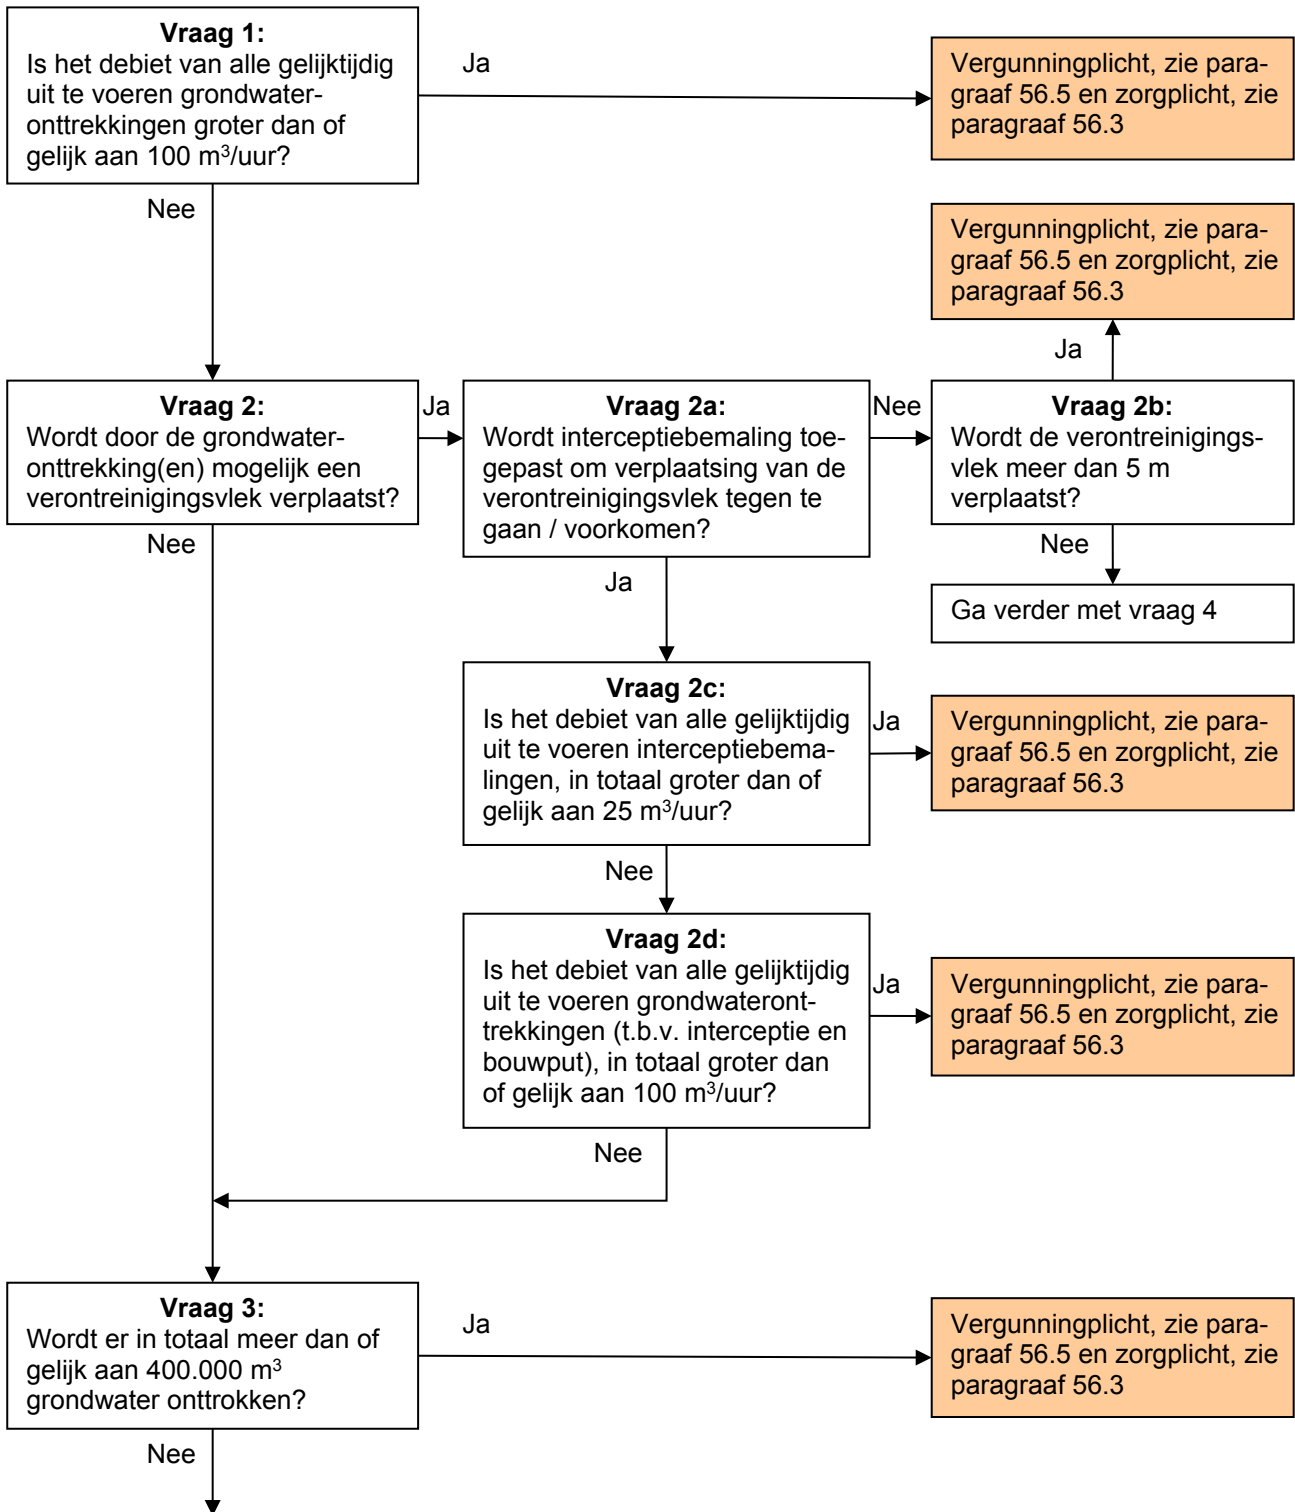 Vraag 1:
Is het debiet van alle gelijktijdig
uit te voeren grondwater-
onttrekkingen groter dan of
gelijk aan 100 m³/uur?
Ja
Vergunningplicht, zie para-
graaf 56.5 en zorgplicht, zie
paragraaf 56.3
Nee
Vergunningplicht, zie para-
graaf 56.5 en zorgplicht, zie
paragraaf 56.3
Ja
Vraag 2:
Wordt door de grondwater-
onttrekking(en) mogelijk een
verontreinigingsvlek verplaatst?
Ja
Vraag 2a:
Wordt interceptiebemaling toe-
gepast om verplaatsing van de
verontreinigingsvlek tegen te
gaan / voorkomen?
Nee
Vraag 2b:
Wordt de verontreinigings-
vlek meer dan 5 m
verplaatst?
Nee
Ja
Nee
Ga verder met vraag 4
Vraag 2c:
Is het debiet van alle gelijktijdig
uit te voeren interceptiebema-
lingen, in totaal groter dan of
gelijk aan 25 m³/uur?
Ja
Vergunningplicht, zie para-
graaf 56.5 en zorgplicht, zie
paragraaf 56.3
Nee
Vraag 2d:
Is het debiet van alle gelijktijdig
uit te voeren grondwateront-
trekkingen (t.b.v. interceptie en
bouwput), in totaal groter dan
of gelijk aan 100 m³/uur?
Ja
Vergunningplicht, zie para-
graaf 56.5 en zorgplicht, zie
paragraaf 56.3
Nee
Vraag 3:
Wordt er in totaal meer dan of
gelijk aan 400.000 m³
grondwater onttrokken?
Ja
Vergunningplicht, zie para-
graaf 56.5 en zorgplicht, zie
paragraaf 56.3
Nee